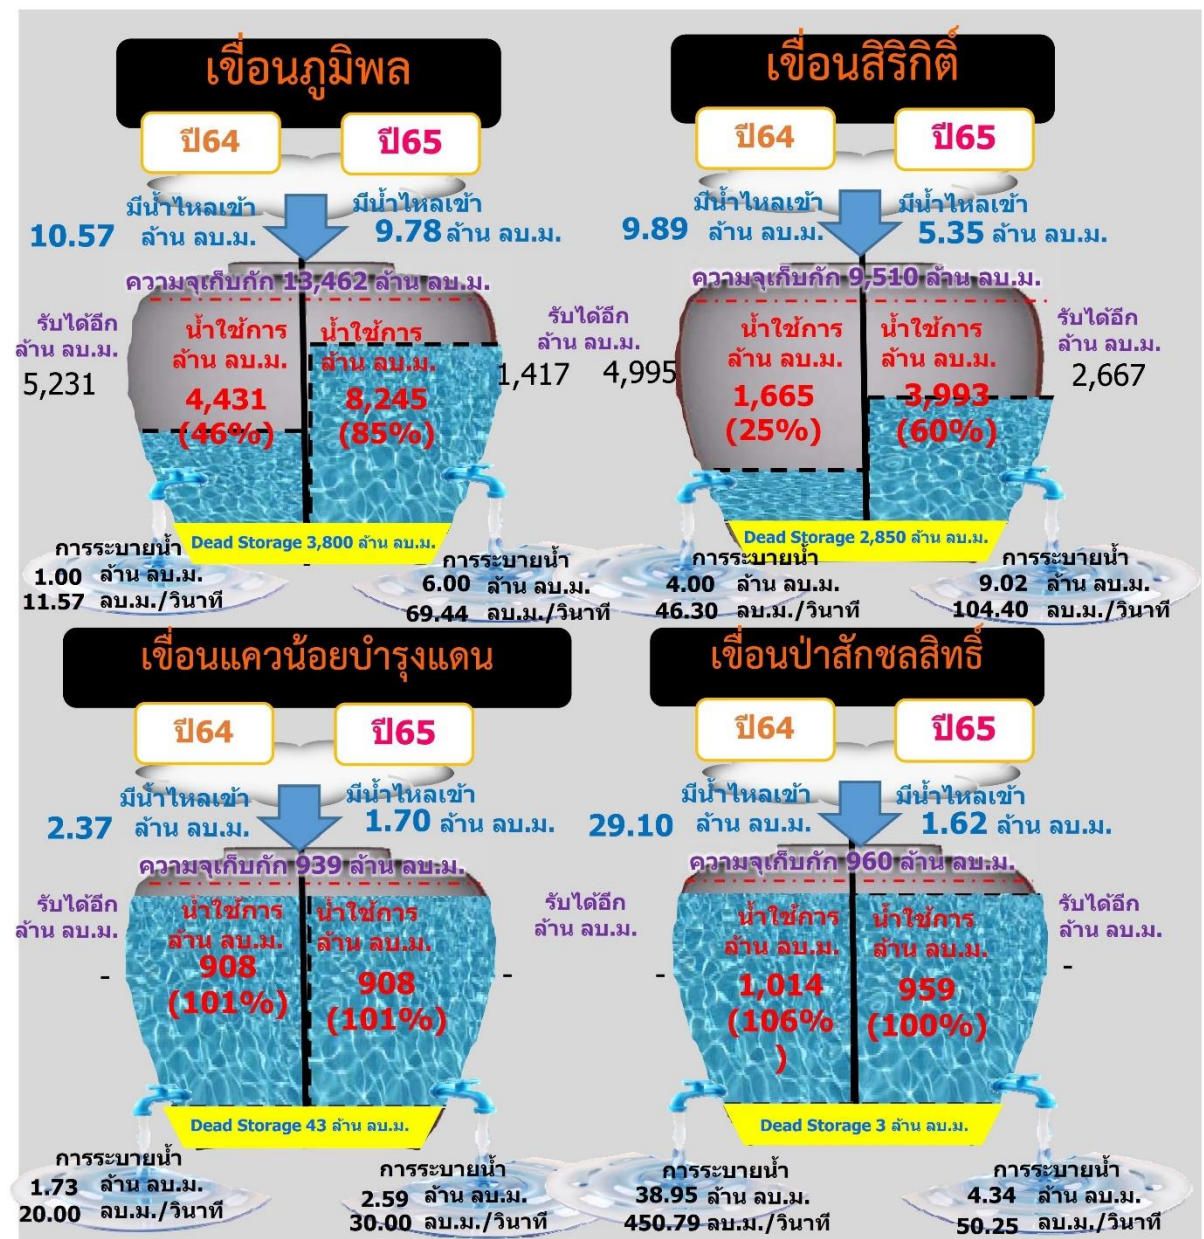 เขื่อนภูมิพล
ปี64
ปี65
มีน้ำไหลเข้า
10.57 ล้าน ลบ.ม.
มีน้ำไหลเข้า
9.78 ล้าน ลบ.ม.
ความจุเก็บกัก 13,462 ล้าน ลบ.ม.
รับได้อีก
ล้าน ลบ.ม.
5,231
น้ำใช้การ
ล้าน ลบ.ม.
4,431
(46%)
น้ำใช้การ
ล้าน ลบ.ม.
8,245
(85%)
รับได้อีก
ล้าน ลบ.ม.
1,417
Dead Storage 3,800 ล้าน ลบ.ม.
การระบายน้ำ
1.00 ล้าน ลบ.ม.
11.57 ลบ.ม./วินาที
การระบายน้ำ
6.00 ล้าน ลบ.ม.
69.44 ลบ.ม./วินาที
เขื่อนสิริกิติ์
ปี64
ปี65
มีน้ำไหลเข้า
9.89 ล้าน ลบ.ม.
มีน้ำไหลเข้า
5.35 ล้าน ลบ.ม.
ความจุเก็บกัก 9,510 ล้าน ลบ.ม.
4,995
น้ำใช้การ
ล้าน ลบ.ม.
1,665
(25%)
น้ำใช้การ
ล้าน ลบ.ม.
3,993
(60%)
รับได้อีก
ล้าน ลบ.ม.
2,667
Dead Storage 2,850 ล้าน ลบ.ม.
การระบายน้ำ
4.00 ล้าน ลบ.ม.
46.30 ลบ.ม./วินาที
การระบายน้ำ
9.02 ล้าน ลบ.ม.
104.40 ลบ.ม./วินาที
เขื่อนแควน้อยบำรุงแดน
ปี64
ปี65
มีน้ำไหลเข้า
2.37 ล้าน ลบ.ม.
มีน้ำไหลเข้า
1.70 ล้าน ลบ.ม.
ความจุเก็บกัก 939 ล้าน ลบ.ม.
รับได้อีก
ล้าน ลบ.ม.
-
น้ำใช้การ
ล้าน ลบ.ม.
908
(101%)
น้ำใช้การ
ล้าน ลบ.ม.
908
(101%)
รับได้อีก
ล้าน ลบ.ม.
-
Dead Storage 43 ล้าน ลบ.ม.
การระบายน้ำ
1.73 ล้าน ลบ.ม.
20.00 ลบ.ม./วินาที
การระบายน้ำ
2.59 ล้าน ลบ.ม.
30.00 ลบ.ม./วินาที
เขื่อนป่าสักชลสิทธิ์
ปี64
ปี65
มีน้ำไหลเข้า
29.10 ล้าน ลบ.ม.
มีน้ำไหลเข้า
1.62 ล้าน ลบ.ม.
ความจุเก็บกัก 960 ล้าน ลบ.ม.
-
น้ำใช้การ
ล้าน ลบ.ม.
1,014
(106%
)
น้ำใช้การ
ล้าน ลบ.ม.
959
(100%)
รับได้อีก
ล้าน ลบ.ม.
-
Dead Storage 3 ล้าน ลบ.ม.
การระบายน้ำ
38.95 ล้าน ลบ.ม.
450.79 ลบ.ม./วินาที
การระบายน้ำ
4.34 ล้าน ลบ.ม.
50.25 ลบ.ม./วินาที